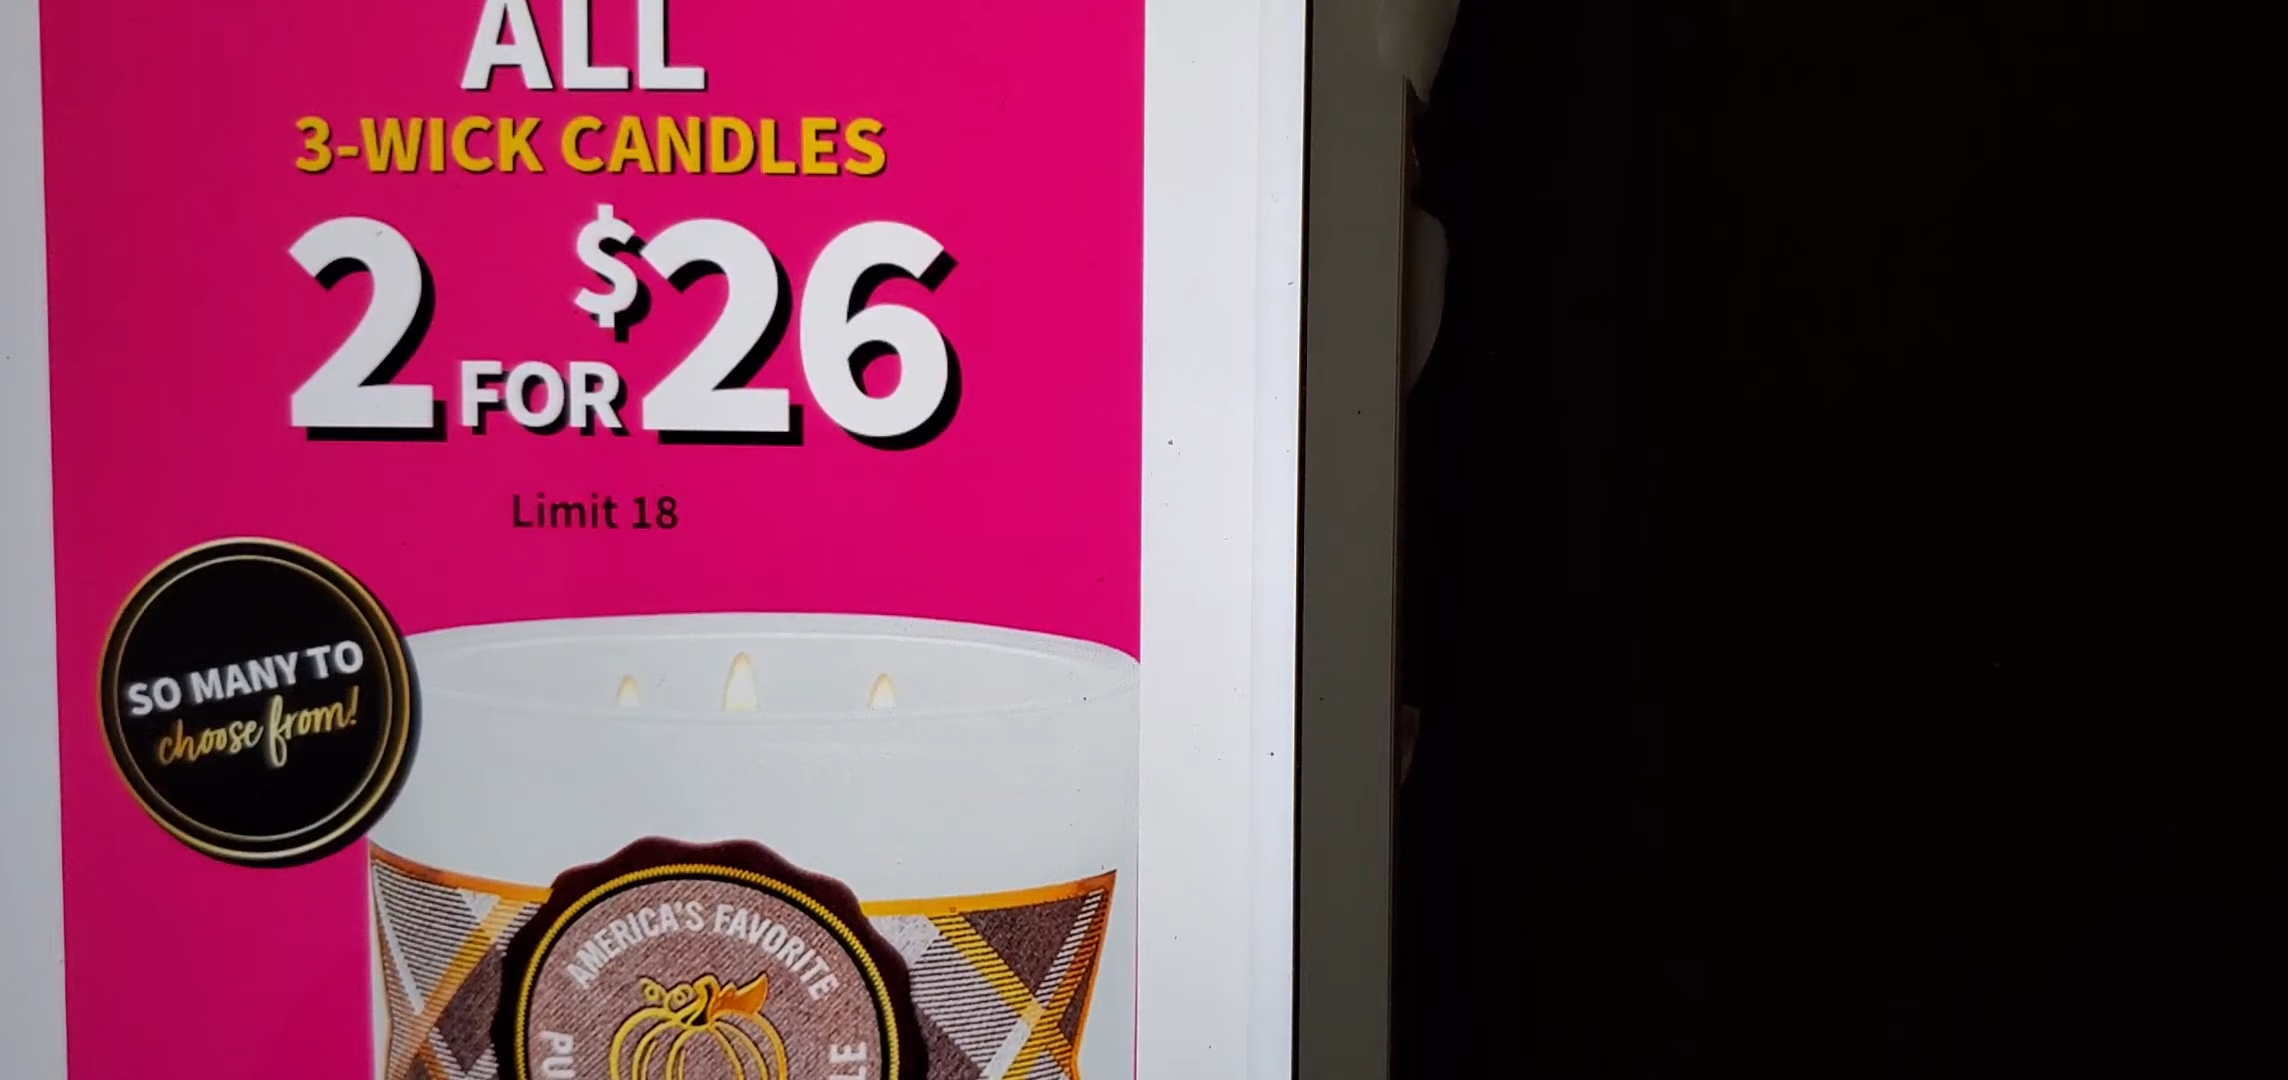 ALL
3-WICK CANDLES
2 FOR $26
Limit 18
SO MANY TO
choose from!
AMERICA'S FAVORITE